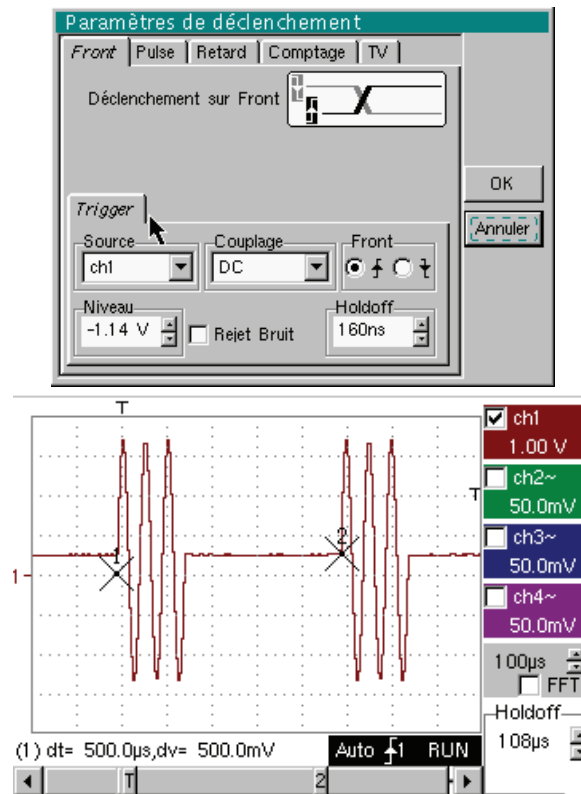 Paramètres de déclenchement
Front Pulse Retard Comptage TV
Déclenchement sur Front
OK
Annuler
Trigger
Source Couplage Front
ch1 DC
Niveau Holdoff
-1.14 V Rejet Bruit 160ns
T
ch1
1.00 V
ch2~
T
50.0mV
2
ch3~
1
50.0mV
1-
ch4~
50.0mV
100µs
FFT
Holdoff
(1) dt= 500.0µs,dv= 500.0mV Auto 1 RUN 108µs
T 2